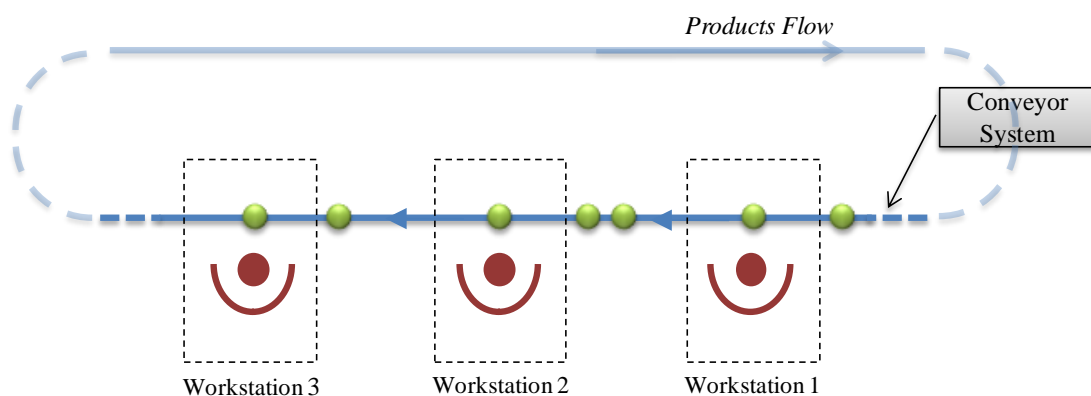 Products Flow
Conveyor
System
Workstation 3
Workstation 2
Workstation 1